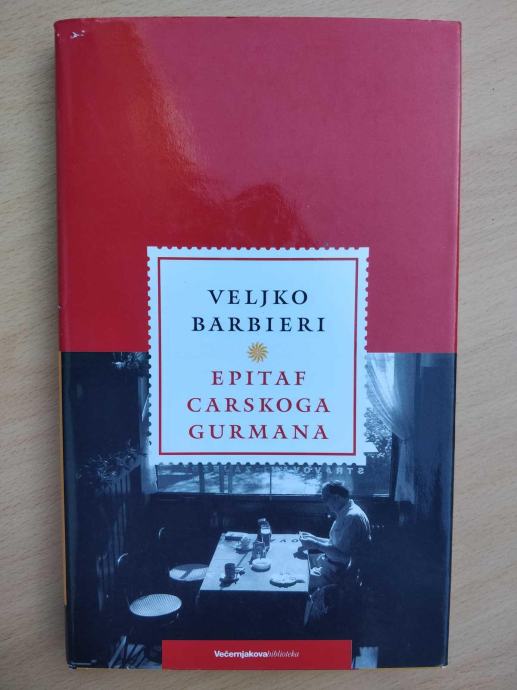 VELJKO
BARBIERI
EPITAF
CARSKOGA
GURMANA
Večernjakovabiblioteka